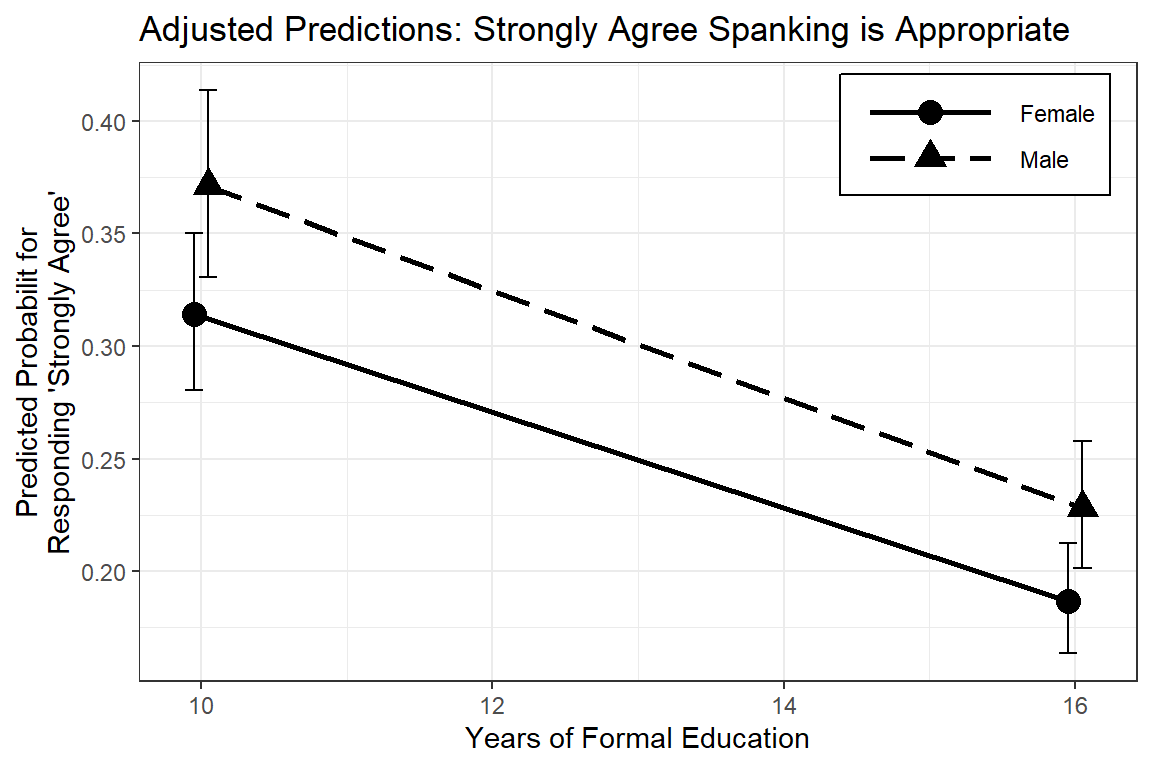 Adjusted Predictions: Strongly Agree Spanking is Appropriate
Female
Male
Predicted Probabilit for
Responding 'Strongly Agree'
0.40
0.35
0.30
0.25
0.20
10
12
14
16
Years of Formal Education